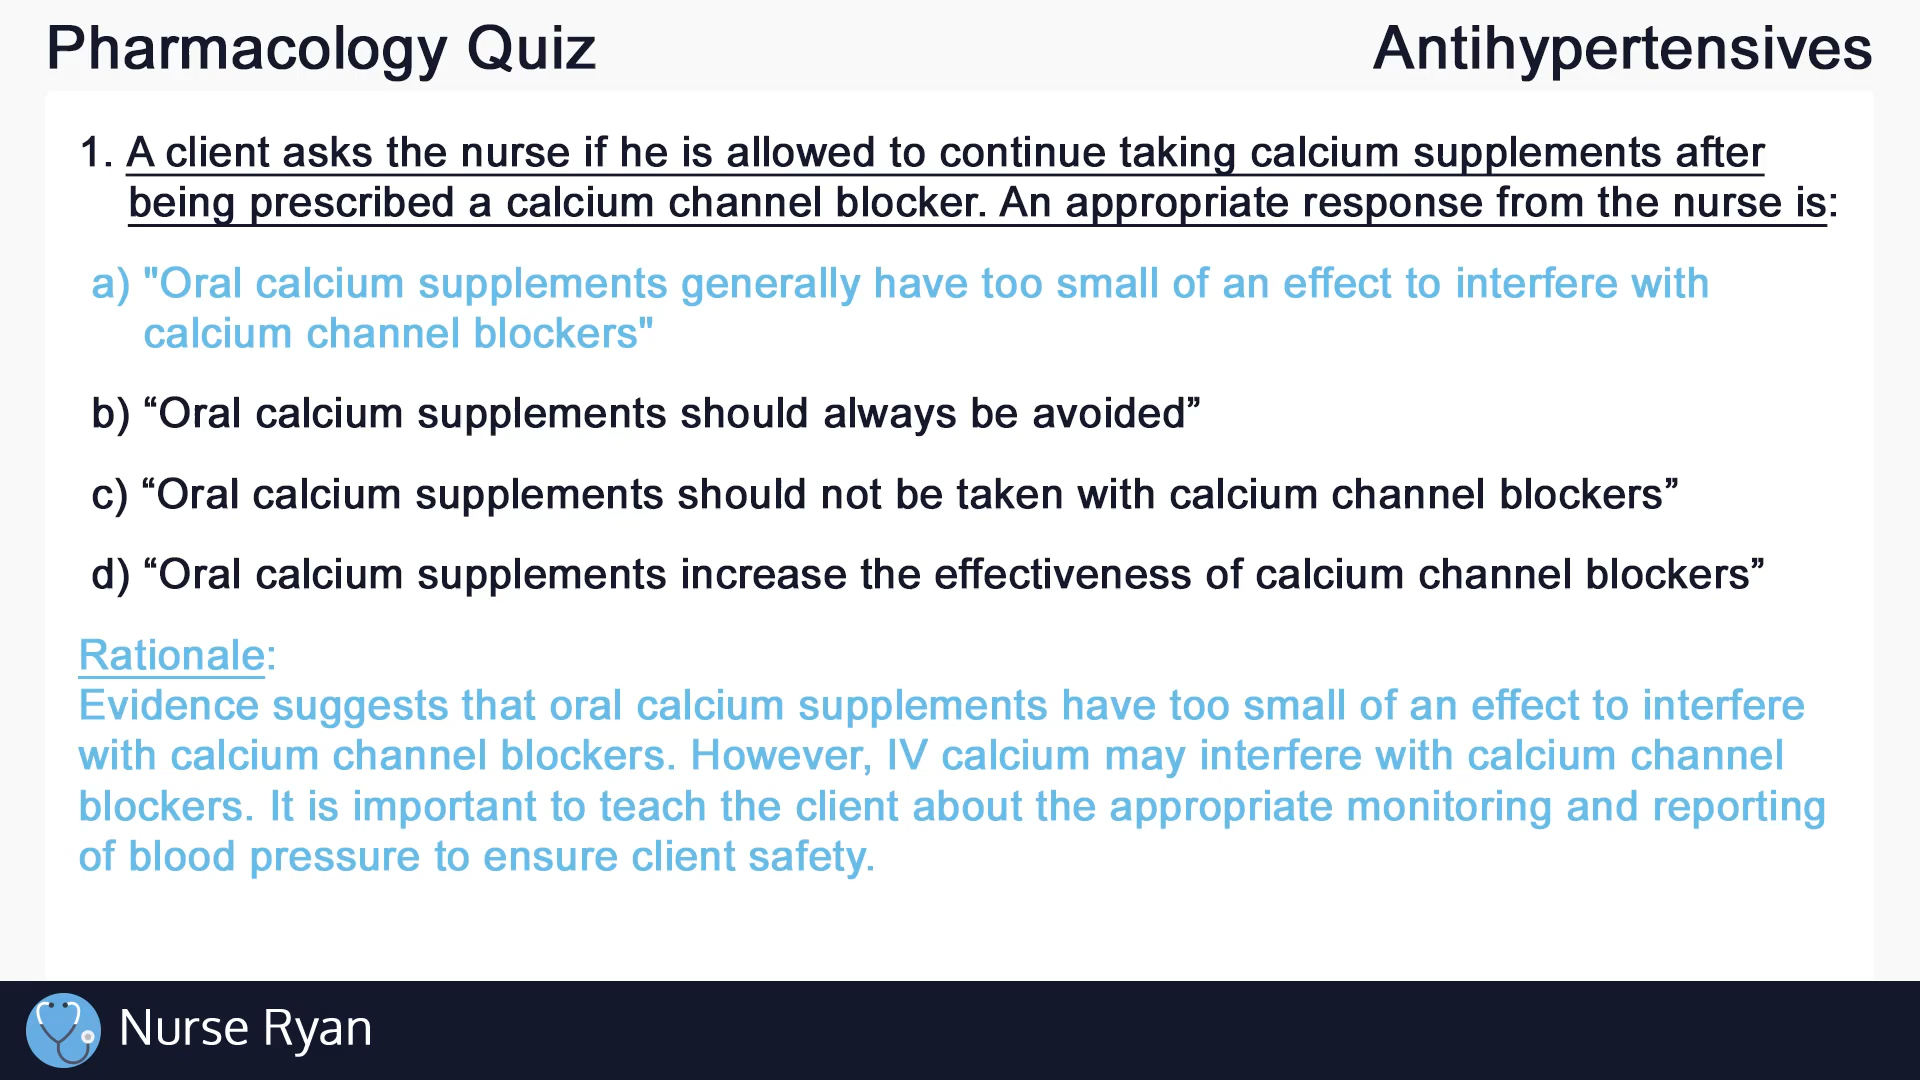 Pharmacology Quiz
Antihypertensives
1. A client asks the nurse if he is allowed to continue taking calcium supplements after
being prescribed a calcium channel blocker. An appropriate response from the nurse is:
a) "Oral calcium supplements generally have too small of an effect to interfere with
calcium channel blockers"
b) “Oral calcium supplements should always be avoided”
c) “Oral calcium supplements should not be taken with calcium channel blockers”
d) “Oral calcium supplements increase the effectiveness of calcium channel blockers”
Rationale:
Evidence suggests that oral calcium supplements have too small of an effect to interfere
with calcium channel blockers. However, IV calcium may interfere with calcium channel
blockers. It is important to teach the client about the appropriate monitoring and reporting
of blood pressure to ensure client safety.
Nurse Ryan